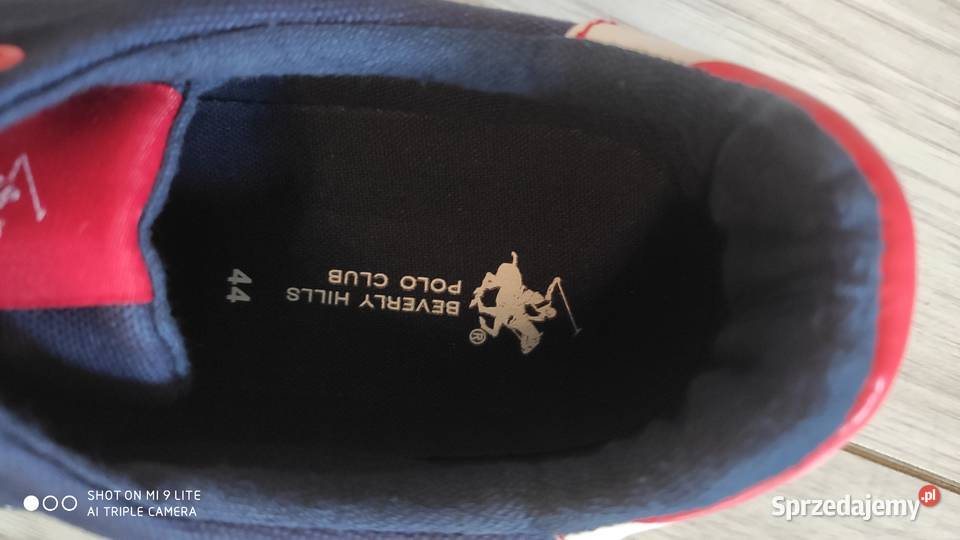 BEVERLY HILLS
POLO CLUB
®
44
SHOT ON MI 9 LITE
AI TRIPLE CAMERA
Sprzedajemy.pl